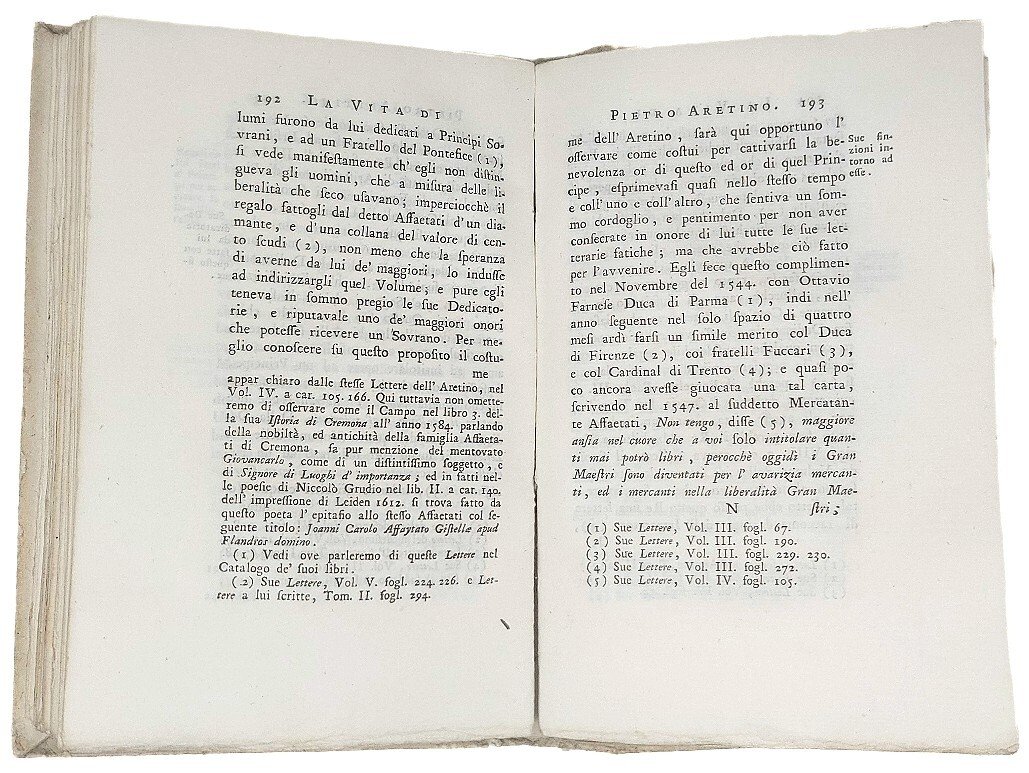 192 LA VITA DI
lumi furono da lui dedicati a Principi So-
vrani, e ad un Fratello del Pontefice (1),
ſi vede manifeſtamente ch' egli non diſtin-
gueva gli uomini, che a miſura delle li-
beralità che ſeco uſavano; imperciocchè il
regalo fattogli dal detto Affaetati d'un dia-
mante, e d'una collana del valore di cen-
to ſcudi (2), non meno che la ſperanza
di averne da lui de' maggiori, lo induſſe
ad indirizzargli quel Volume; e pure egli
teneva in ſommo pregio le ſue Dedicato-
rie, e riputavale uno de' maggiori onori
che poteſſe ricevere un Sovrano. Per me-
glio conoſcere ſu queſto propoſito il coſtu-
me
appar chiaro dalle ſteſſe Lettere dell' Aretino, nel
Vol. IV. a car. 105. 166. Qui tuttavia non omette-
remo di oſſervare come il Campo nel libro 3. del-
la ſua Iſtoria di Cremona all' anno 1584. parlando
della nobiltà, ed antichità della famiglia Affaeta-
ti di Cremona, fa pur menzione del mentovato
Giovancarlo, come di un diſtintiſſimo ſoggetto, e
di Signore di Luoghi d' importanza; ed in fatti nel-
le poeſie di Niccolò Grudio nel lib. II. a car. 140.
dell' impreſſione di Leiden 1612. ſi trova fatto da
queſto poeta l' epitafio allo ſteſſo Affaetati col ſe-
guente titolo: Joanni Carolo Affaytato Giſtellæ apud
Flandros domino.
(1) Vedi ove parleremo di queſte Lettere nel
Catalogo de' ſuoi libri.
(2) Sue Lettere, Vol. V. fogl. 224. 226. e Let-
tere a lui ſcritte, Tom. II. fogl. 294.
PIETRO ARETINO. 193
me dell' Aretino, ſarà qui opportuno l'
oſſervare come coſtui per cattivarſi la be-
nevolenza or di queſto ed or di quel Prin-
cipe, eſprimevaſi quaſi nello ſteſſo tempo
e coll' uno e coll' altro, che ſentiva un ſom-
mo cordoglio, e pentimento per non aver
conſecrate in onore di lui tutte le ſue let-
terarie fatiche; ma che avrebbe ciò fatto
per l'avvenire. Egli fece queſto complimen-
to nel Novembre del 1544. con Ottavio
Farneſe Duca di Parma (1), indi nell'
anno ſeguente nel ſolo ſpazio di quattro
meſi ardì farſi un ſimile merito col Duca
di Firenze (2), coi fratelli Fuccari (3),
e col Cardinal di Trento (4); e quaſi po-
co ancora aveſſe giuocata una tal carta,
ſcrivendo nel 1547. al ſuddetto Mercatan-
te Affaetati, Non tengo, diſſe (5), maggiore
anſia nel cuore che a voi ſolo intitolare quan-
ti mai potrò libri, perocchè oggidì i Gran
Maeſtri ſono diventati per l' avarizia mercan-
ti, ed i mercanti nella liberalità Gran Mae-
N ſtri;
Sue fin-
zioni in-
torno ad
eſſe.
(1) Sue Lettere, Vol. III. fogl. 67.
(2) Sue Lettere, Vol. III. fogl. 190.
(3) Sue Lettere, Vol. III. fogl. 229. 230.
(4) Sue Lettere, Vol. III. fogl. 272.
(5) Sue Lettere, Vol. IV. fogl. 105.